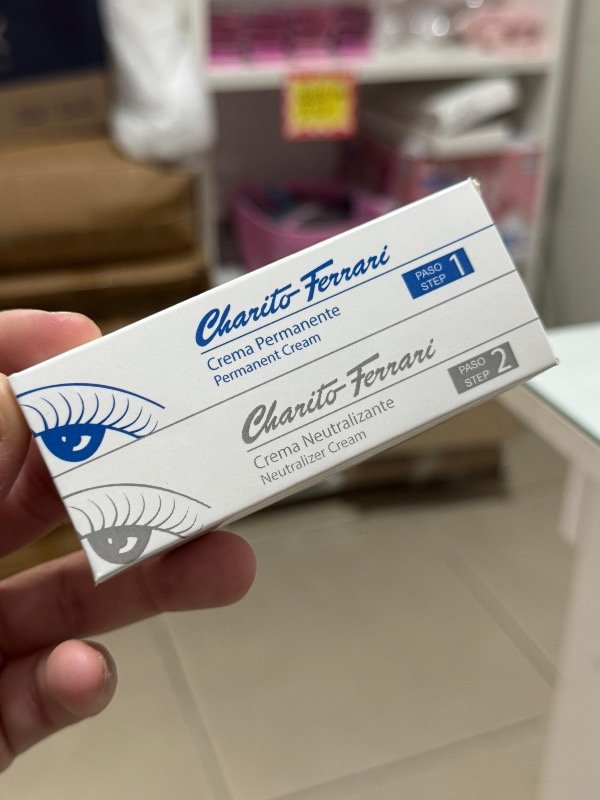 Charito Ferrari
Crema Permanente
Permanent Cream
PASO
STEP 1
Charito Ferrari
Crema Neutralizante
Neutralizer Cream
PASO
STEP 2